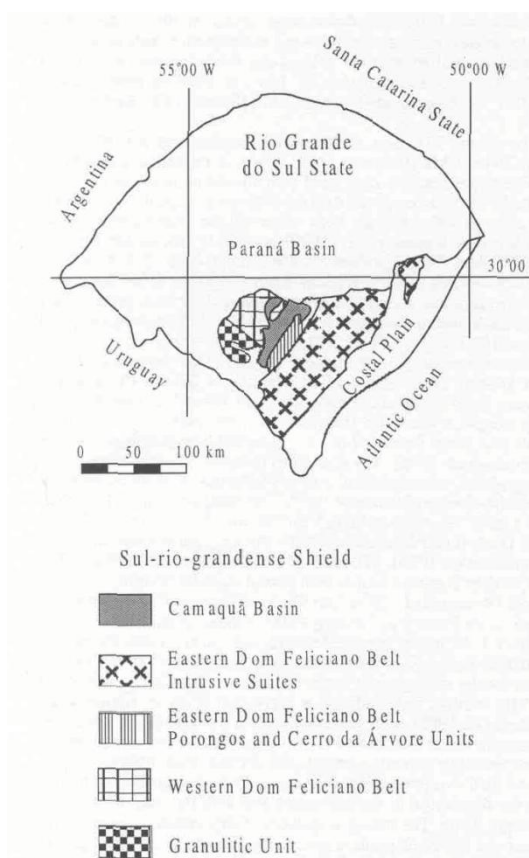 Santa Catarina State
55°00' W
50°00' W
Rio Grande
do Sul State
Argentina
Paraná Basin
30°00'
Uruguay
Costal Plain
Atlantic Ocean
0 100 km
Sul-rio-grandense Shield
Camaquã Basin
Eastern Dom Feliciano Belt
Intrusive Suites
Eastern Dom Feliciano Belt
Porongos and Cerro da Árvore Units
Western Dom Feliciano Belt
Granulitic Unit